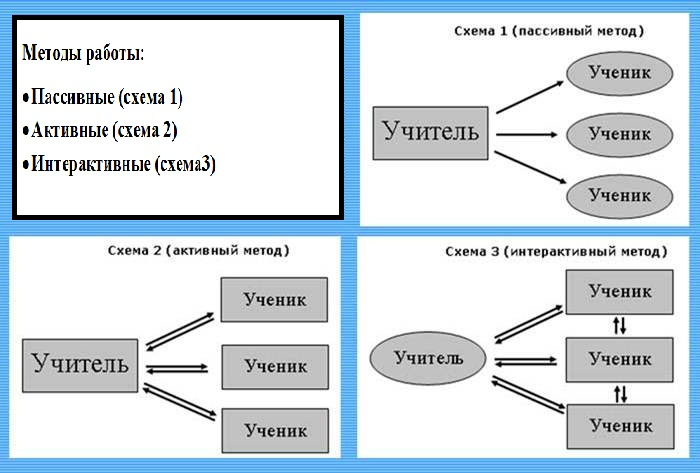 Методы работы:
•Пассивные (схема 1)
•Активные (схема 2)
•Интерактивные (схема3)
Схема 1 (пассивный метод)
Учитель
Ученик
Ученик
Ученик
Схема 2 (активный метод)
Учитель
Ученик
Ученик
Ученик
Схема 3 (интерактивный метод)
Учитель
Ученик
Ученик
Ученик